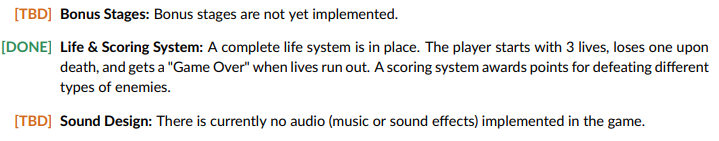 [TBD] Bonus Stages: Bonus stages are not yet implemented.
[DONE] Life & Scoring System: A complete life system is in place. The player starts with 3 lives, loses one upon
death, and gets a "Game Over" when lives run out. A scoring system awards points for defeating different
types of enemies.
[TBD] Sound Design: There is currently no audio (music or sound effects) implemented in the game.